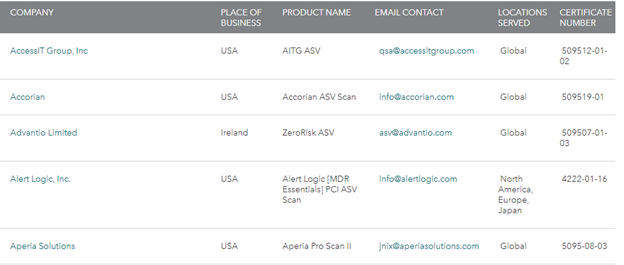 COMPANY PLACE OF BUSINESS PRODUCT NAME EMAIL CONTACT LOCATIONS SERVED CERTIFICATE NUMBER
AccessIT Group, Inc USA AITG ASV qsa@accessitgroup.com Global 509512-01-02
Accorian USA Accorian ASV Scan info@accorian.com Global 509519-01
Advantio Limited Ireland ZeroRisk ASV asv@advantio.com Global 509507-01-03
Alert Logic, Inc. USA Alert Logic [MDR Essentials] PCI ASV Scan info@alertlogic.com North America, Europe, Japan 4222-01-16
Aperia Solutions USA Aperia Pro Scan II jnix@aperiasolutions.com Global 5095-08-03